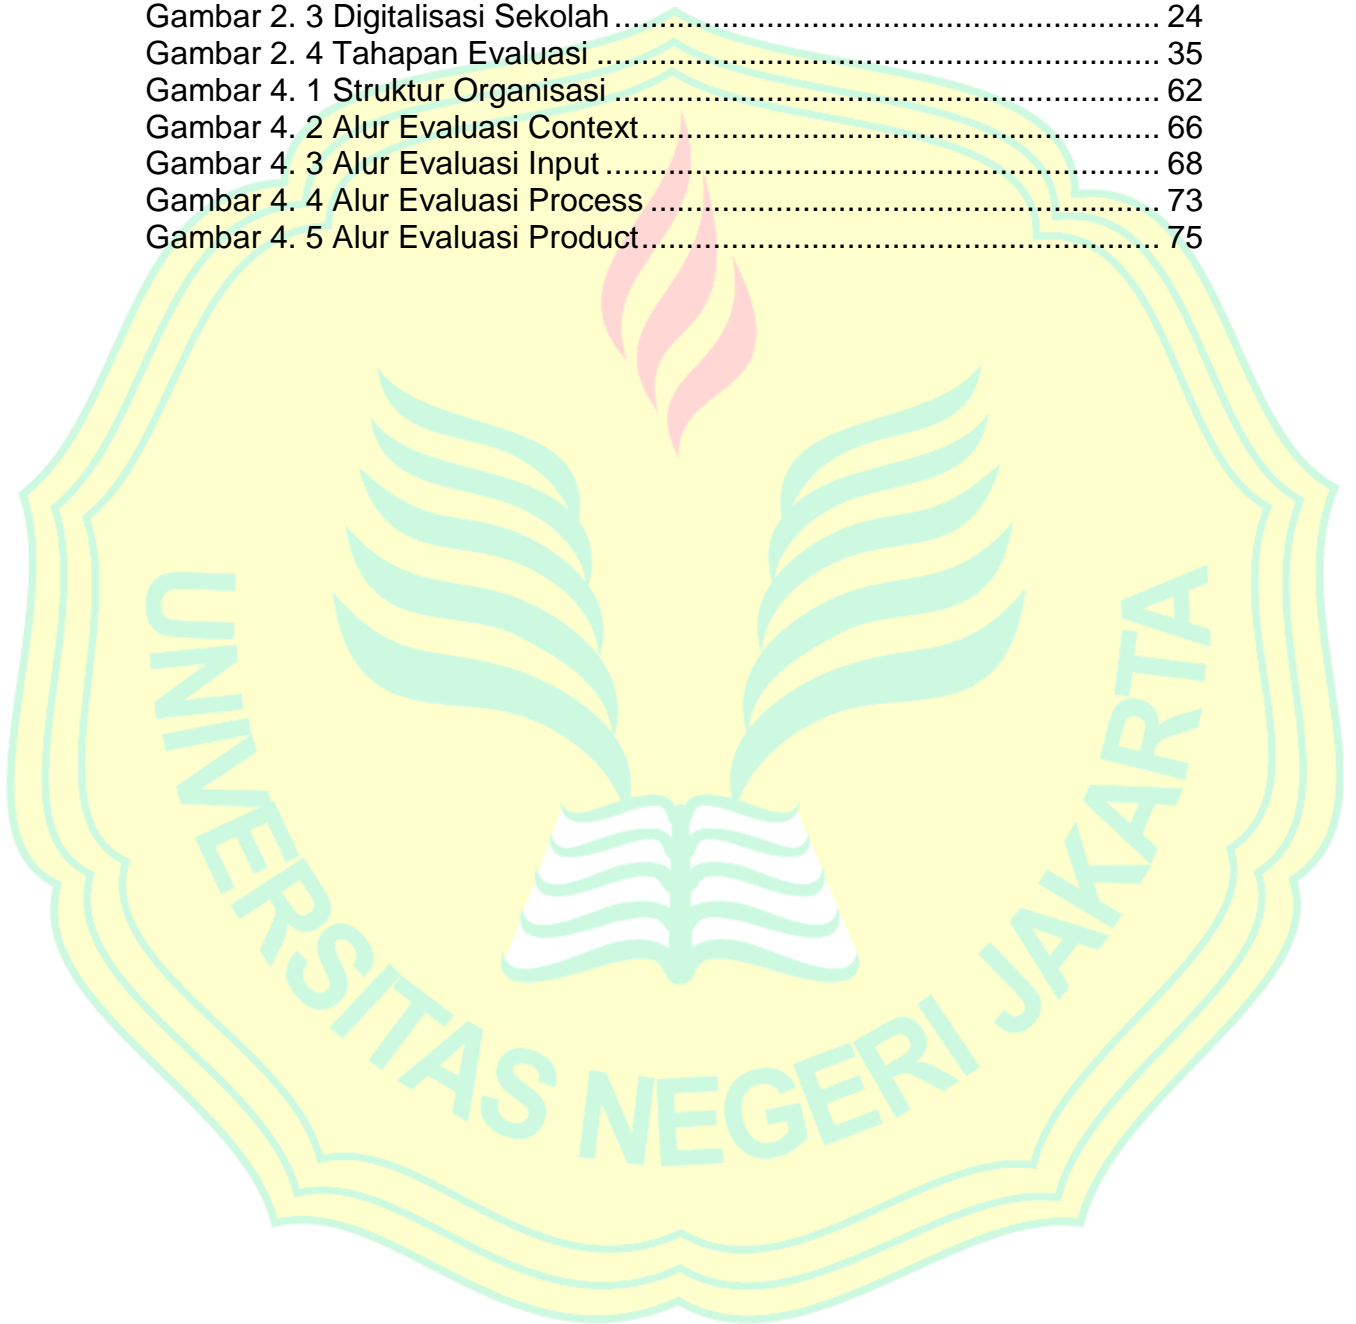 Gambar 2. 3 Digitalisasi Sekolah............................................................. 24
Gambar 2. 4 Tahapan Evaluasi ............................................................... 35
Gambar 4. 1 Struktur Organisasi ............................................................. 62
Gambar 4. 2 Alur Evaluasi Context.......................................................... 66
Gambar 4. 3 Alur Evaluasi Input .............................................................. 68
Gambar 4. 4 Alur Evaluasi Process ......................................................... 73
Gambar 4. 5 Alur Evaluasi Product.......................................................... 75
UNIVERSITAS NEGERI JAKARTA